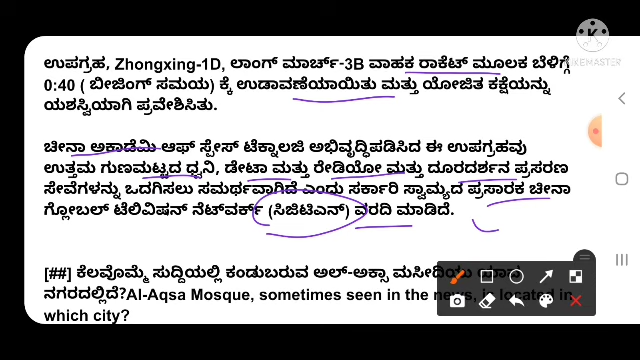 ಉಪಗ್ರಹ, Zhongxing-1D, ಲಾಂಗ್ ಮಾರ್ಚ್-3B ವಾಹಕ ರಾಕೆಟ್ ಮೂಲಕ ಬೆಳಿಗ್ಗೆ
0:40 ( ಬೀಜಿಂಗ್ ಸಮಯ) ಕ್ಕೆ ಉಡಾವಣೆಯಾಯಿತು ಮತ್ತು ಯೋಜಿತ ಕಕ್ಷೆಯನ್ನು
ಯಶಸ್ವಿಯಾಗಿ ಪ್ರವೇಶಿಸಿತು.
ಚೀನಾ ಅಕಾಡೆಮಿ ಆಫ್ ಸ್ಪೇಸ್ ಟೆಕ್ನಾಲಜಿ ಅಭಿವೃದ್ಧಿಪಡಿಸಿದ ಈ ಉಪಗ್ರಹವು
ಉತ್ತಮ ಗುಣಮಟ್ಟದ ಧ್ವನಿ, ಡೇಟಾ ಮತ್ತು ರೇಡಿಯೋ ಮತ್ತು ದೂರದರ್ಶನ ಪ್ರಸರಣ
ಸೇವೆಗಳನ್ನು ಒದಗಿಸಲು ಸಮರ್ಥವಾಗಿದೆ ಎಂದು ಸರ್ಕಾರಿ ಸ್ವಾಮ್ಯದ ಪ್ರಸಾರಕ ಚೀನಾ
ಗ್ಲೋಬಲ್ ಟೆಲಿವಿಷನ್ ನೆಟ್‌ವರ್ಕ್ (ಸಿಜಿಟಿಎನ್) ವರದಿ ಮಾಡಿದೆ.
[##] ಕೆಲವೊಮ್ಮೆ ಸುದ್ದಿಯಲ್ಲಿ ಕಂಡುಬರುವ ಅಲ್-ಅಕ್ಸಾ ಮಸೀದಿಯು ಯಾವ
ನಗರದಲ್ಲಿದೆ?Al-Aqsa Mosque, sometimes seen in the news, is located in
which city?
KINEMASTER